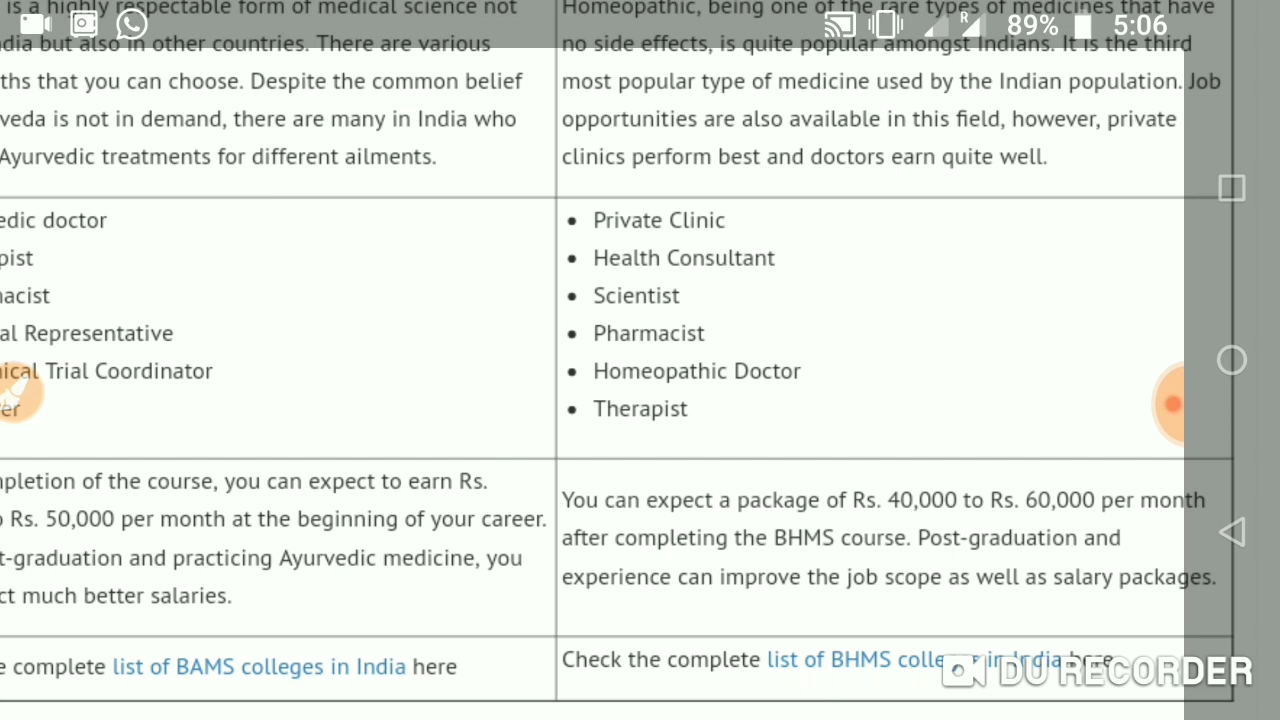 89% 5:06
R
is a highly respectable form of medical science not
ndia but also in other countries. There are various
ths that you can choose. Despite the common belief
veda is not in demand, there are many in India who
Ayurvedic treatments for different ailments.
Homeopathic, being one of the rare types of medicines that have
no side effects, is quite popular amongst Indians. It is the third
most popular type of medicine used by the Indian population. Job
opportunities are also available in this field, however, private
clinics perform best and doctors earn quite well.
edic doctor
pist
nacist
al Representative
nical Trial Coordinator
er
• Private Clinic
• Health Consultant
• Scientist
• Pharmacist
• Homeopathic Doctor
• Therapist
mpletion of the course, you can expect to earn Rs.
o Rs. 50,000 per month at the beginning of your career.
t-graduation and practicing Ayurvedic medicine, you
ct much better salaries.
You can expect a package of Rs. 40,000 to Rs. 60,000 per month
after completing the BHMS course. Post-graduation and
experience can improve the job scope as well as salary packages.
e complete list of BAMS colleges in India here
Check the complete list of BHMS colleges in India here
DU RECORDER